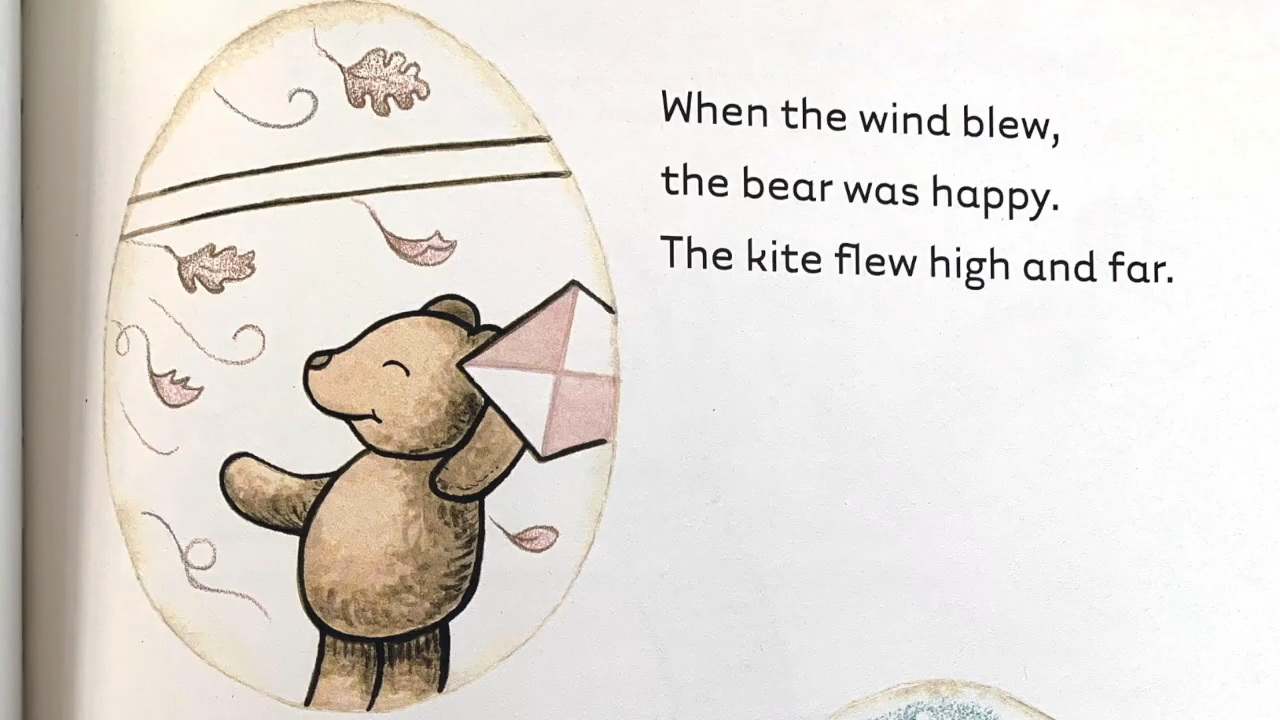 When the wind blew,
the bear was happy.
The kite flew high and far.